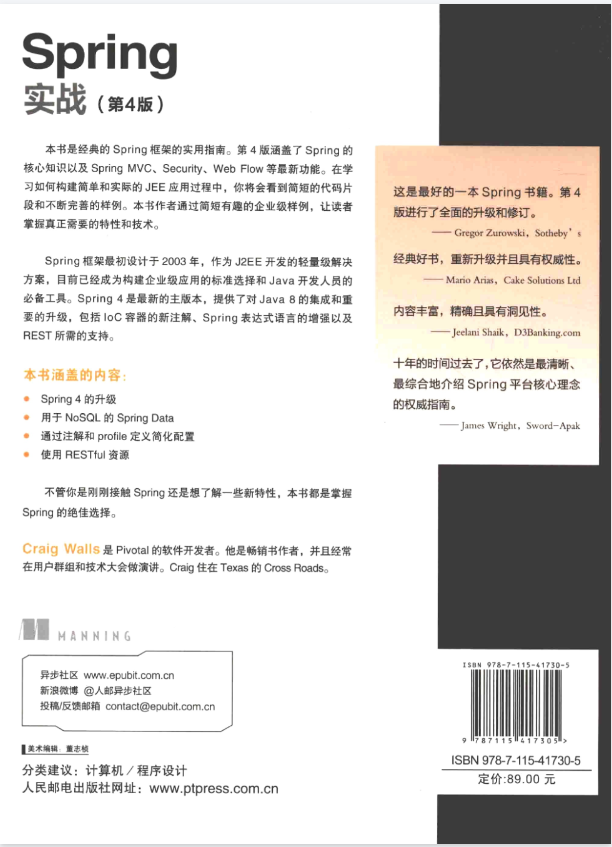 Spring
实战（第4版）
本书是经典的 Spring 框架的实用指南。第 4 版涵盖了 Spring 的
核心知识以及 Spring MVC、Security、Web Flow 等最新功能。在学
习如何构建简单和实际的 JEE 应用过程中，你将会看到简短的代码片
段和不断完善的样例。本书作者通过简短有趣的企业级样例，让读者
掌握真正需要的特性和技术。
Spring 框架最初设计于 2003 年，作为 J2EE 开发的轻量级解决
方案，目前已经成为构建企业级应用的标准选择和 Java 开发人员的
必备工具。Spring 4 是最新的主版本，提供了对 Java 8 的集成和重
要的升级，包括 IoC 容器的新注解、Spring 表达式语言的增强以及
REST 所需的支持。
本书涵盖的内容：
● Spring 4 的升级
● 用于 NoSQL 的 Spring Data
● 通过注解和 profile 定义简化配置
● 使用 RESTful 资源
不管你是刚刚接触 Spring 还是想了解一些新特性，本书都是掌握
Spring 的绝佳选择。
Craig Walls 是 Pivotal 的软件开发者。他是畅销书作者，并且经常
在用户群组和技术大会做演讲。Craig 住在 Texas 的 Cross Roads。
这是最好的一本 Spring 书籍。第 4
版进行了全面的升级和修订。
—— Gregor Zurowski，Sotheby’s
经典好书，重新升级并且具有权威性。
—— Mario Arias，Cake Solutions Ltd
内容丰富，精确且具有洞见性。
—— Jeelani Shaik，D3Banking.com
十年的时间过去了，它依然是最清晰、
最综合地介绍 Spring 平台核心理念
的权威指南。
—— James Wright，Sword-Apak
M MANNING
异步社区 www.epubit.com.cn
新浪微博 @人邮异步社区
投稿/反馈邮箱 contact@epubit.com.cn
美术编辑：董志桢
分类建议：计算机／程序设计
人民邮电出版社网址：www.ptpress.com.cn
ISBN 978-7-115-41730-5
9 787115 417305 >
ISBN 978-7-115-41730-5
定价:89.00 元